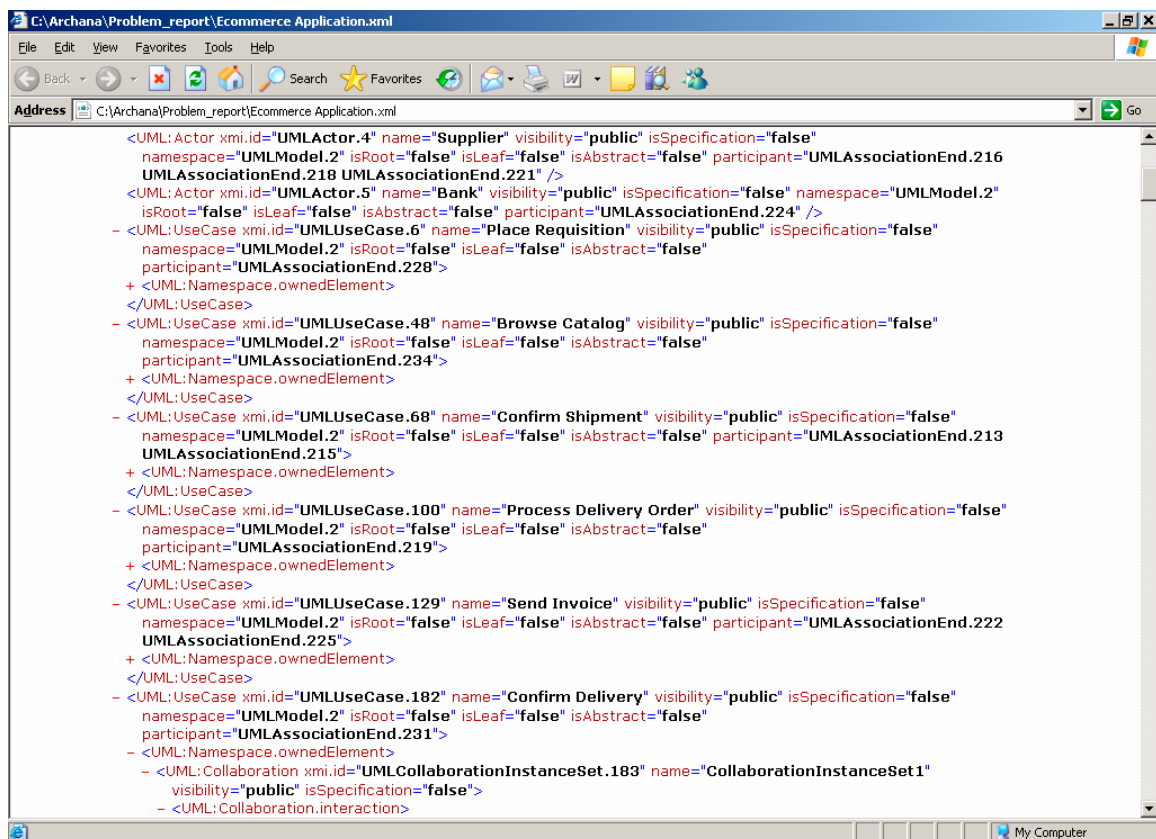 C:\Archana\Problem_report\Ecommerce Application.xml
File Edit View Favorites Tools Help
Back Search Favorites
Address C:\Archana\Problem_report\Ecommerce Application.xml Go
<UML:Actor xmi.id="UMLActor.4" name="Supplier" visibility="public" isSpecification="false"
namespace="UMLModel.2" isRoot="false" isLeaf="false" isAbstract="false" participant="UMLAssociationEnd.216
UMLAssociationEnd.218 UMLAssociationEnd.221" />
<UML:Actor xmi.id="UMLActor.5" name="Bank" visibility="public" isSpecification="false" namespace="UMLModel.2"
isRoot="false" isLeaf="false" isAbstract="false" participant="UMLAssociationEnd.224" />
- <UML:UseCase xmi.id="UMLUseCase.6" name="Place Requisition" visibility="public" isSpecification="false"
namespace="UMLModel.2" isRoot="false" isLeaf="false" isAbstract="false"
participant="UMLAssociationEnd.228">
+ <UML:Namespace.ownedElement>
</UML:UseCase>
- <UML:UseCase xmi.id="UMLUseCase.48" name="Browse Catalog" visibility="public" isSpecification="false"
namespace="UMLModel.2" isRoot="false" isLeaf="false" isAbstract="false"
participant="UMLAssociationEnd.234">
+ <UML:Namespace.ownedElement>
</UML:UseCase>
- <UML:UseCase xmi.id="UMLUseCase.68" name="Confirm Shipment" visibility="public" isSpecification="false"
namespace="UMLModel.2" isRoot="false" isLeaf="false" isAbstract="false" participant="UMLAssociationEnd.213
UMLAssociationEnd.215">
+ <UML:Namespace.ownedElement>
</UML:UseCase>
- <UML:UseCase xmi.id="UMLUseCase.100" name="Process Delivery Order" visibility="public" isSpecification="false"
namespace="UMLModel.2" isRoot="false" isLeaf="false" isAbstract="false"
participant="UMLAssociationEnd.219">
+ <UML:Namespace.ownedElement>
</UML:UseCase>
- <UML:UseCase xmi.id="UMLUseCase.129" name="Send Invoice" visibility="public" isSpecification="false"
namespace="UMLModel.2" isRoot="false" isLeaf="false" isAbstract="false" participant="UMLAssociationEnd.222
UMLAssociationEnd.225">
+ <UML:Namespace.ownedElement>
</UML:UseCase>
- <UML:UseCase xmi.id="UMLUseCase.182" name="Confirm Delivery" visibility="public" isSpecification="false"
namespace="UMLModel.2" isRoot="false" isLeaf="false" isAbstract="false"
participant="UMLAssociationEnd.231">
- <UML:Namespace.ownedElement>
- <UML:Collaboration xmi.id="UMLCollaborationInstanceSet.183" name="CollaborationInstanceSet1"
visibility="public" isSpecification="false">
- <UML:Collaboration.interaction>
My Computer